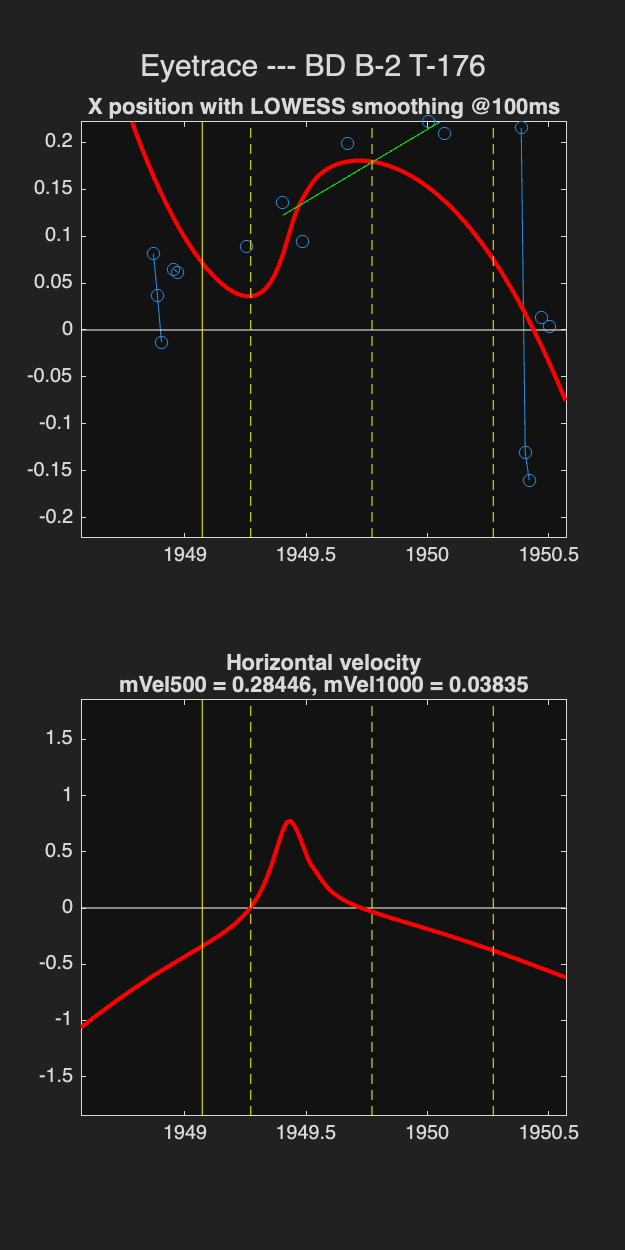 Eyetrace --- BD B-2 T-176
X position with LOWESS smoothing @100ms
0.2
0.15
0.1
0.05
0
-0.05
-0.1
-0.15
-0.2
1949 1949.5 1950 1950.5
Horizontal velocity
mVel500 = 0.28446, mVel1000 = 0.03835
1.5
1
0.5
0
-0.5
-1
-1.5
1949 1949.5 1950 1950.5